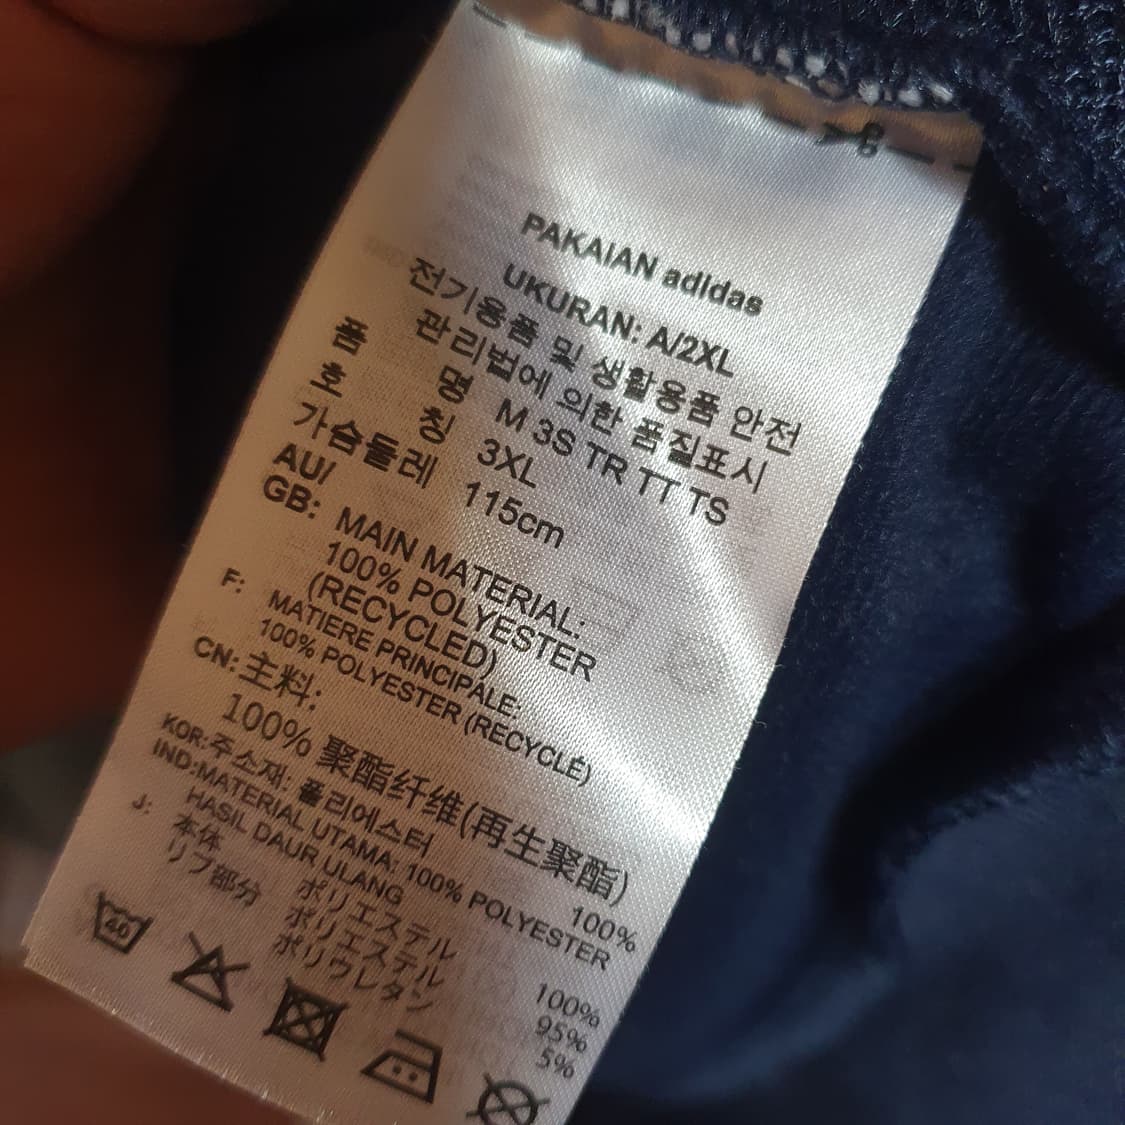 PAKAIAN adidas
UKURAN: A/2XL
전기용품 및 생활용품 안전
관리법에 의한 품질표시
품 명 M 3S TR TT TS
호 칭 3XL
가슴둘레 115cm
AU/
GB: MAIN MATERIAL:
100% POLYESTER
(RECYCLED)
F: MATIERE PRINCIPALE:
100% POLYESTER (RECYCLÉ)
CN: 主料:
100% 聚酯纤维(再生聚酯)
KOR: 주소재: 폴리에스터 100%
IND: MATERIAL UTAMA: 100% POLYESTER
HASIL DAUR ULANG
J: 本体 ポリエステル 100%
リブ部分 ポリエステル 95%
ポリウレタン 5%
40